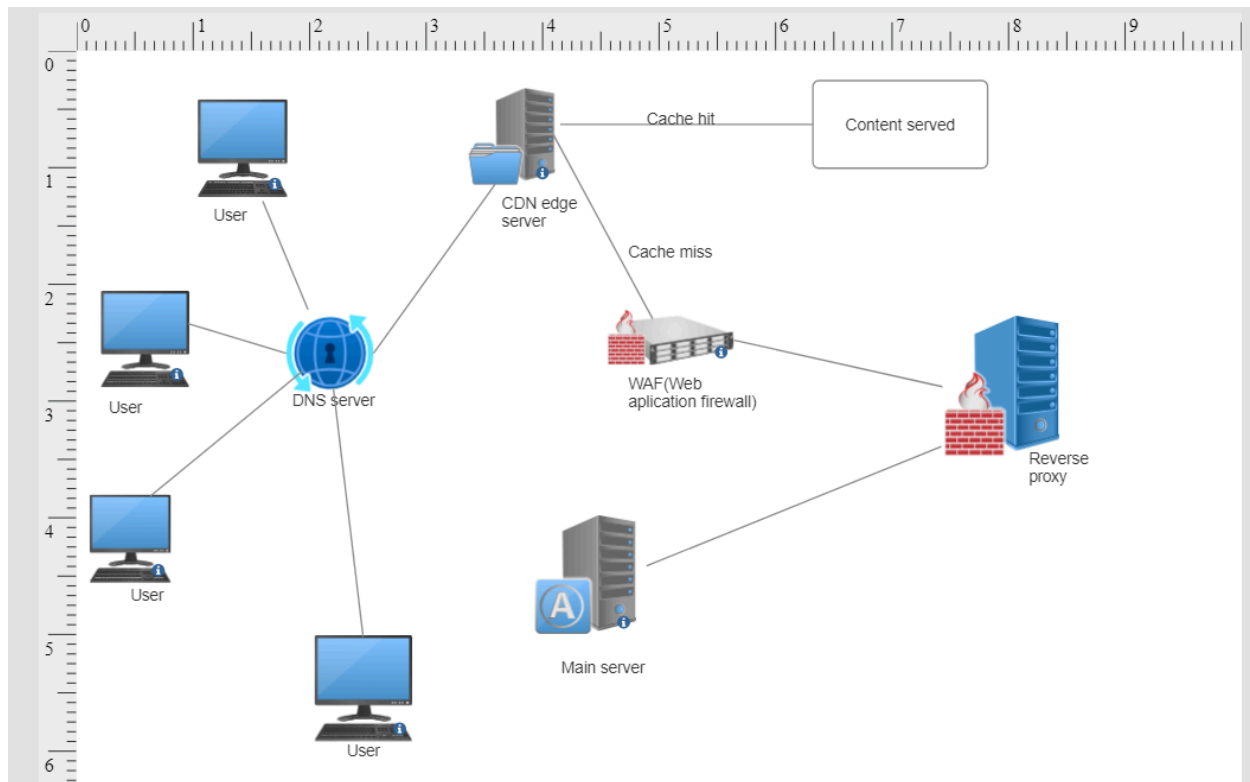 0 1 2 3 4 5 6 7 8 9
0
1
2
3
4
5
6
User
User
User
User
DNS server
CDN edge
server
Cache hit
Content served
Cache miss
WAF(Web
aplication firewall)
Reverse
proxy
A
Main server